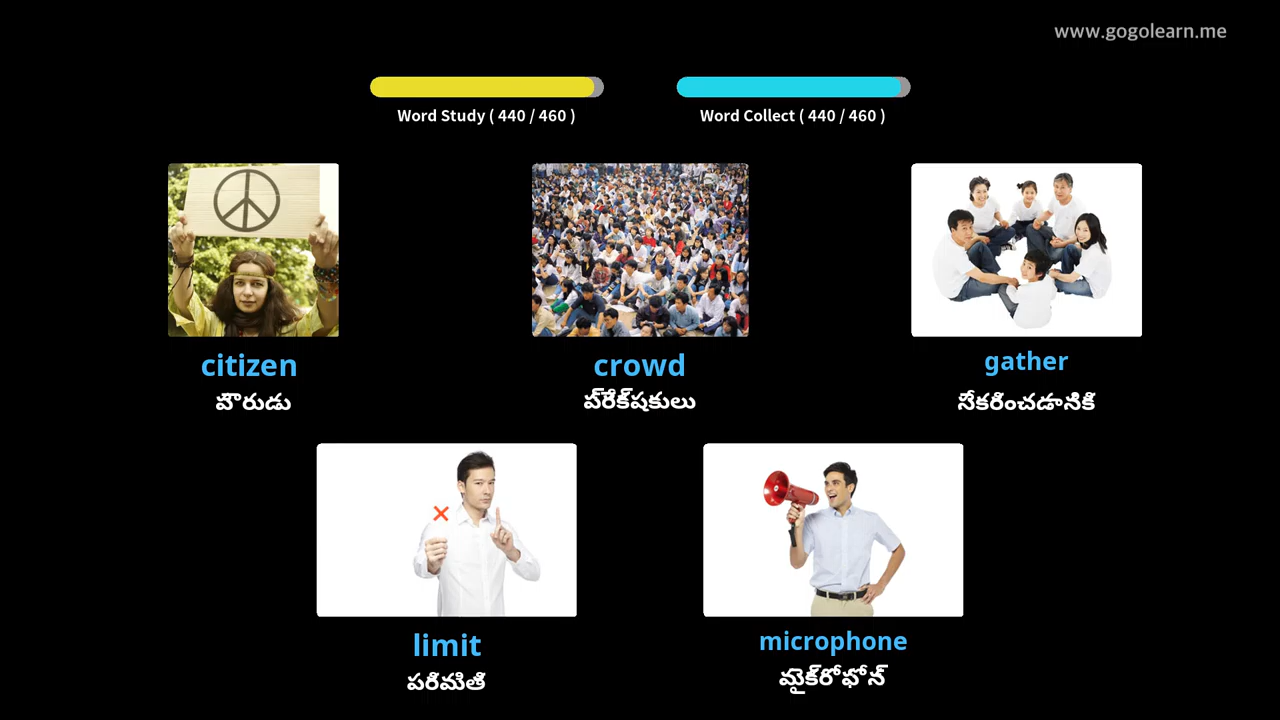 www.gogolearn.me
Word Study ( 440 / 460 )
Word Collect ( 440 / 460 )
citizen
పౌరుడు
crowd
ప్రేక్షకులు
gather
సేకరించడానికి
limit
పరిమితి
microphone
మైక్రోఫోన్